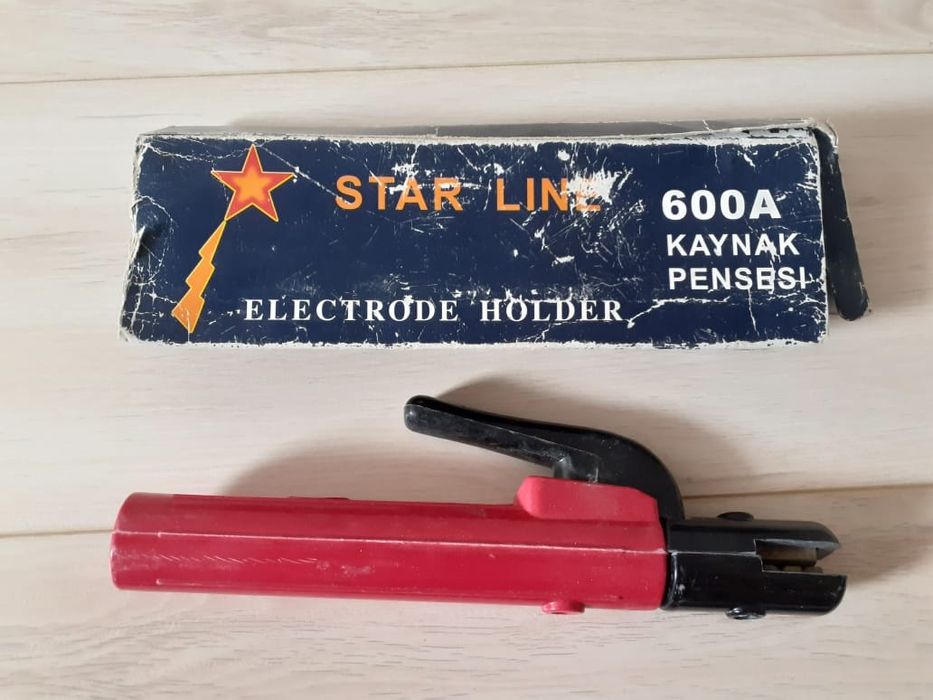 STAR LINE
600A
KAYNAK
PENSESI
ELECTRODE HOLDER